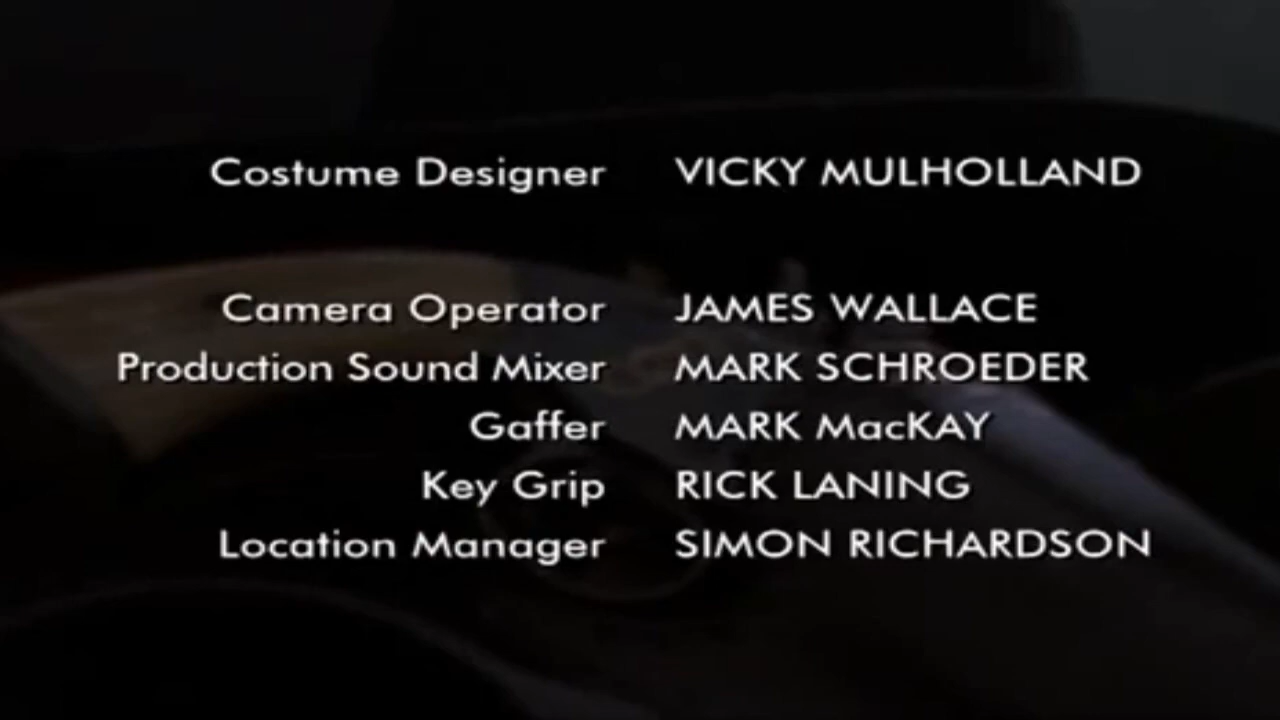 Costume Designer VICKY MULHOLLAND
Camera Operator JAMES WALLACE
Production Sound Mixer MARK SCHROEDER
Gaffer MARK MacKAY
Key Grip RICK LANING
Location Manager SIMON RICHARDSON